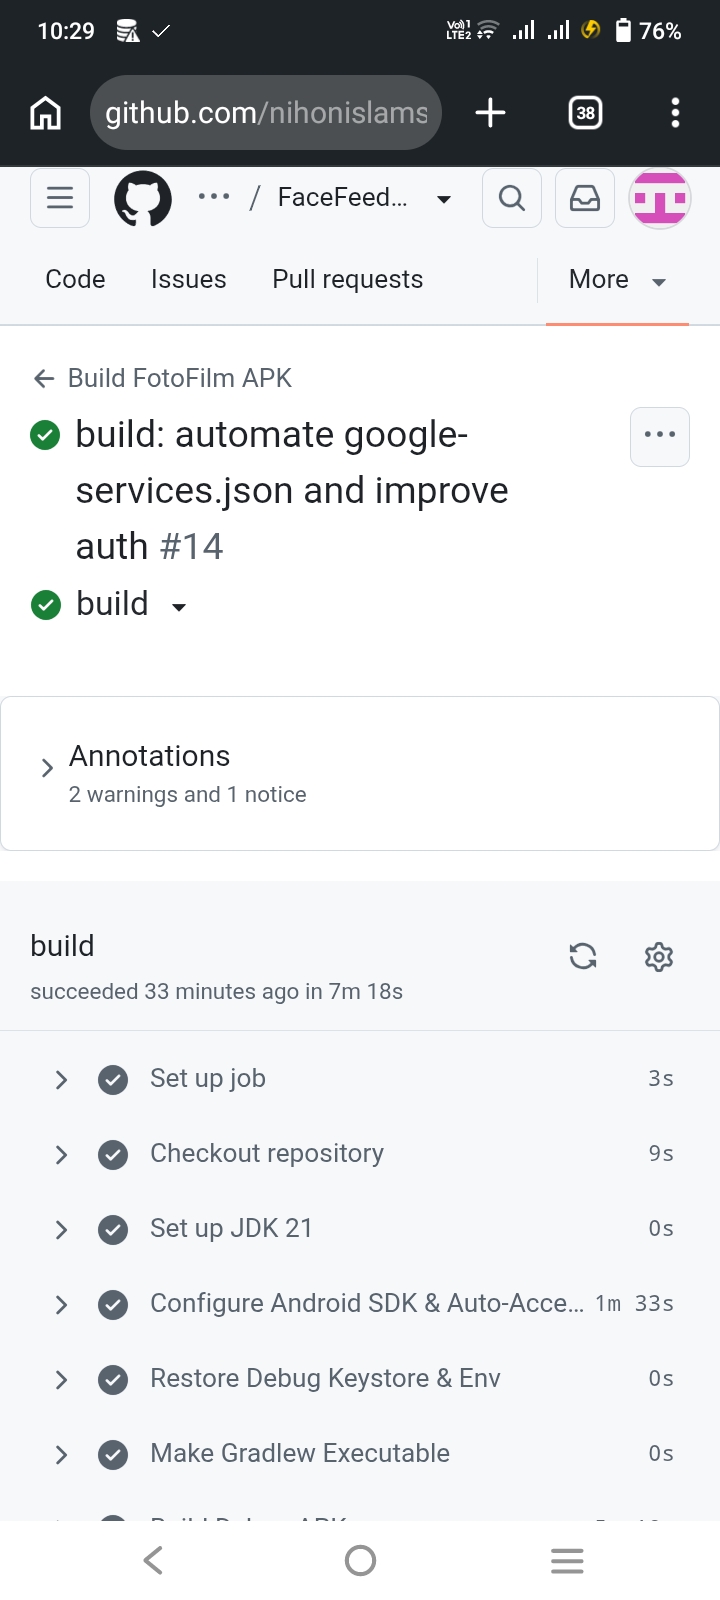 10:29
Vo))1 LTE2
76%
github.com/nihonislams
38
... / FaceFeed...
Code Issues Pull requests More
← Build FotoFilm APK
build: automate google-
services.json and improve
auth #14
build
Annotations
2 warnings and 1 notice
build
succeeded 33 minutes ago in 7m 18s
Set up job 3s
Checkout repository 9s
Set up JDK 21 0s
Configure Android SDK & Auto-Acce... 1m 33s
Restore Debug Keystore & Env 0s
Make Gradlew Executable 0s